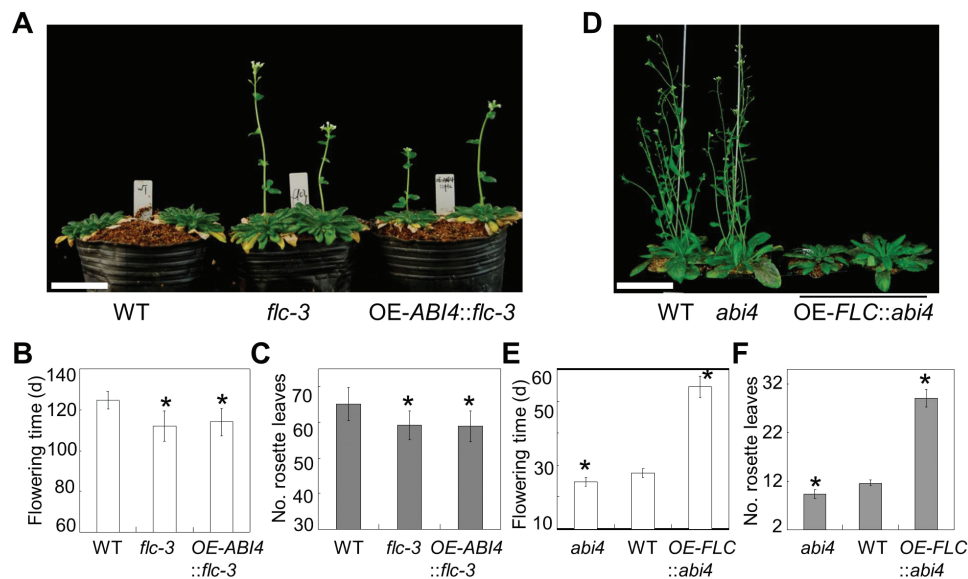 A
WT
flc-3
OE-ABI4::flc-3
D
WT
abi4
OE-FLC::abi4
B
Flowering time (d)
140
120
100
80
60
WT
flc-3
OE-ABI4
::flc-3
*
*
C
No. rosette leaves
70
60
50
40
30
WT
flc-3
OE-ABI4
::flc-3
*
*
E
Flowering time (d)
60
50
30
10
abi4
WT
OE-FLC
::abi4
*
*
F
No. rosette leaves
32
22
12
2
abi4
WT
OE-FLC
::abi4
*
*